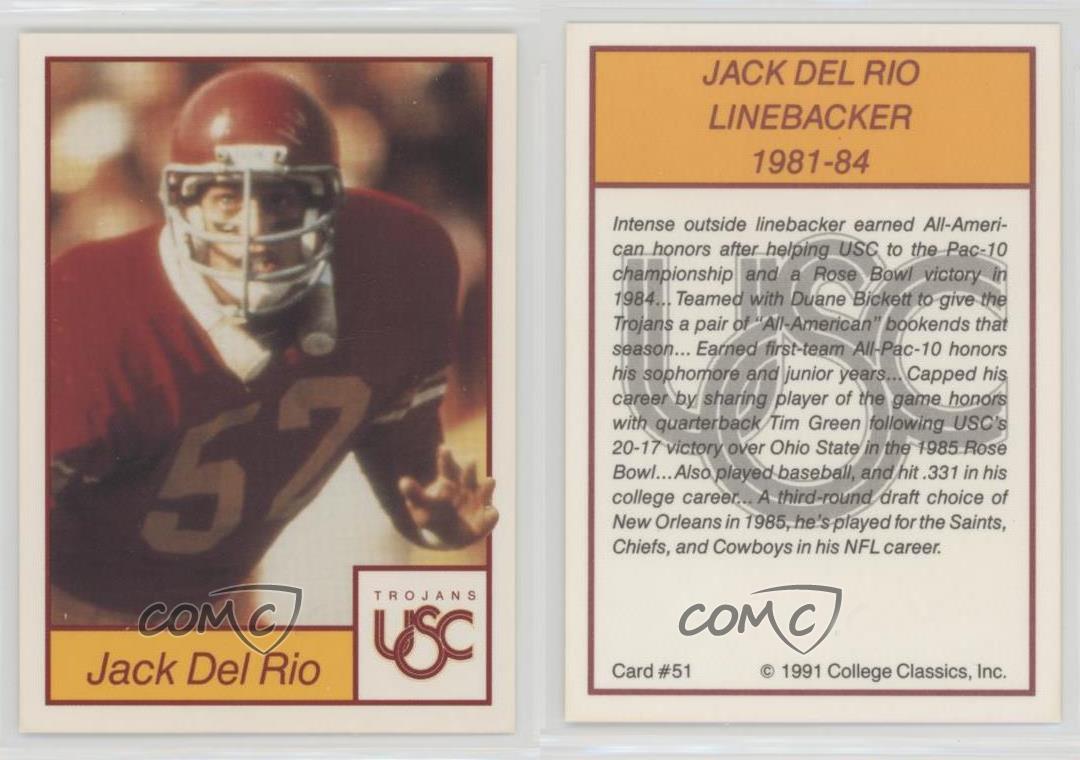 52
TROJANS
USC
COMC
Jack Del Rio
JACK DEL RIO
LINEBACKER
1981-84
Intense outside linebacker earned All-Ameri-
can honors after helping USC to the Pac-10
championship and a Rose Bowl victory in
1984... Teamed with Duane Bickett to give the
Trojans a pair of "All-American" bookends that
season... Earned first-team All-Pac-10 honors
his sophomore and junior years... Capped his
career by sharing player of the game honors
with quarterback Tim Green following USC's
20-17 victory over Ohio State in the 1985 Rose
Bowl... Also played baseball, and hit .331 in his
college career... A third-round draft choice of
New Orleans in 1985, he's played for the Saints,
Chiefs, and Cowboys in his NFL career.
USC
COMC
Card #51 © 1991 College Classics, Inc.